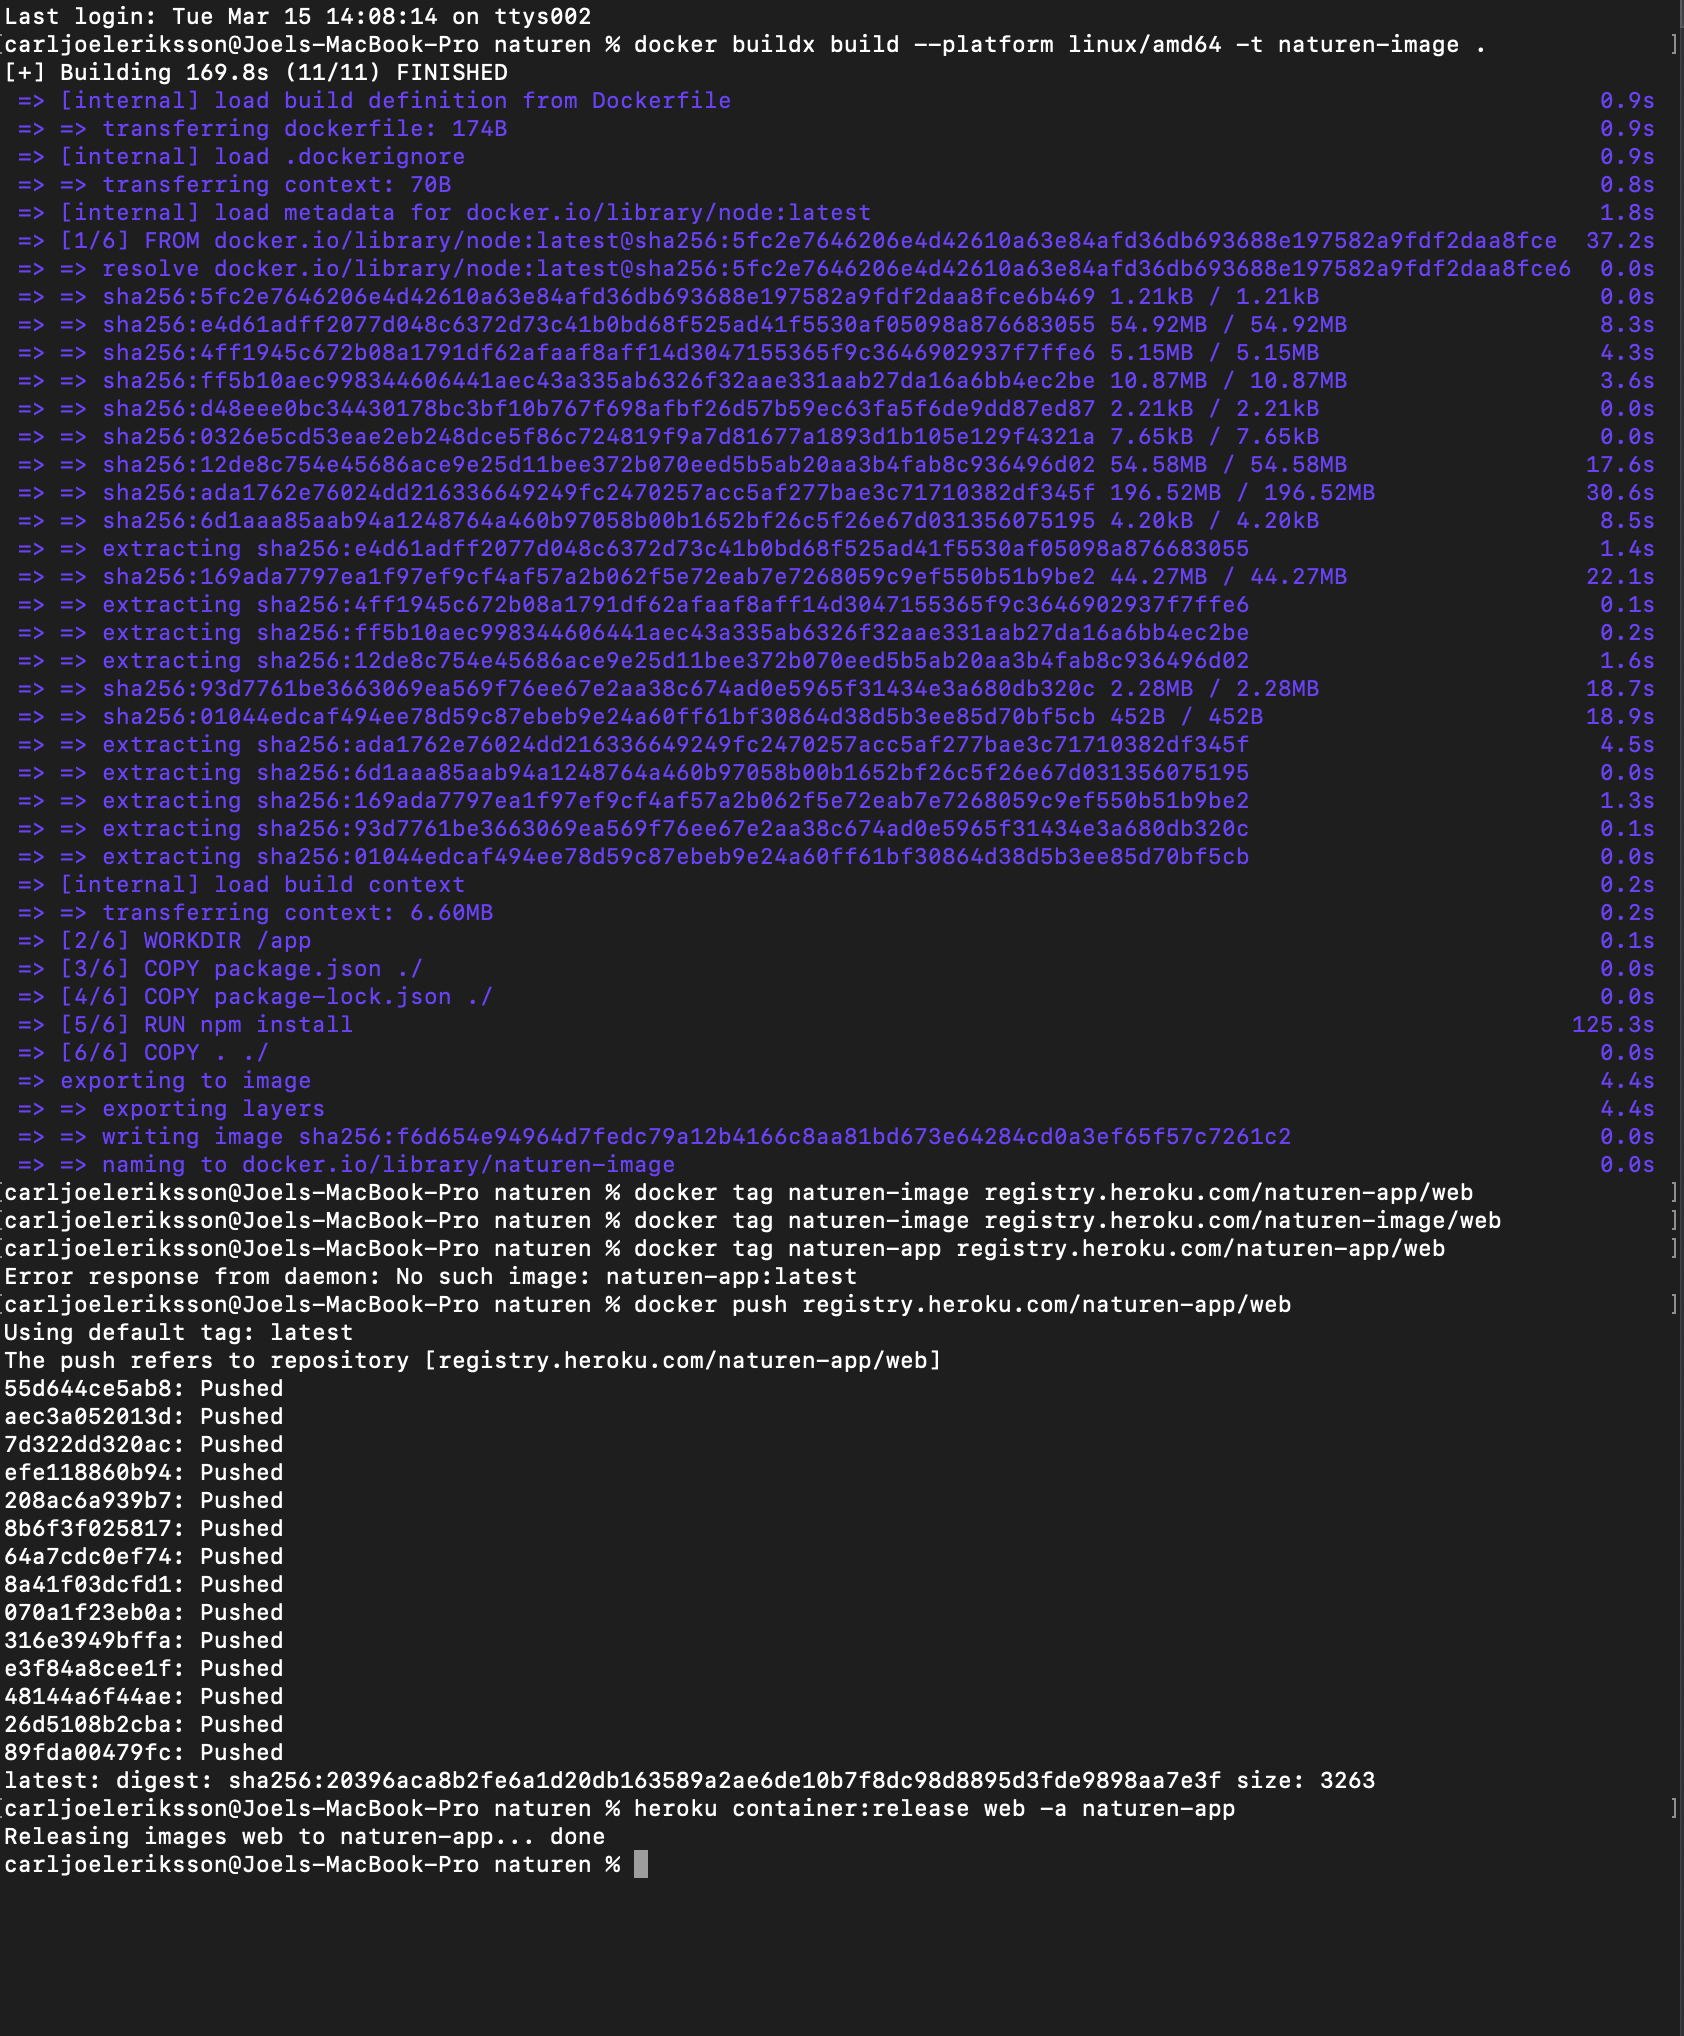 Last login: Tue Mar 15 14:08:14 on ttys002
[carljoeleriksson@Joels-MacBook-Pro naturen % docker buildx build --platform linux/amd64 -t naturen-image . ]
[+] Building 169.8s (11/11) FINISHED
=> [internal] load build definition from Dockerfile 0.9s
=> => transferring dockerfile: 174B 0.9s
=> [internal] load .dockerignore 0.9s
=> => transferring context: 70B 0.8s
=> [internal] load metadata for docker.io/library/node:latest 1.8s
=> [1/6] FROM docker.io/library/node:latest@sha256:5fc2e7646206e4d42610a63e84afd36db693688e197582a9fdf2daa8fce 37.2s
=> => resolve docker.io/library/node:latest@sha256:5fc2e7646206e4d42610a63e84afd36db693688e197582a9fdf2daa8fce6 0.0s
=> => sha256:5fc2e7646206e4d42610a63e84afd36db693688e197582a9fdf2daa8fce6b469 1.21kB / 1.21kB 0.0s
=> => sha256:e4d61adff2077d048c6372d73c41b0bd68f525ad41f5530af05098a876683055 54.92MB / 54.92MB 8.3s
=> => sha256:4ff1945c672b08a1791df62afaaf8aff14d3047155365f9c3646902937f7ffe6 5.15MB / 5.15MB 4.3s
=> => sha256:ff5b10aec998344606441aec43a335ab6326f32aae331aab27da16a6bb4ec2be 10.87MB / 10.87MB 3.6s
=> => sha256:d48eee0bc34430178bc3bf10b767f698afbf26d57b59ec63fa5f6de9dd87ed87 2.21kB / 2.21kB 0.0s
=> => sha256:0326e5cd53eae2eb248dce5f86c724819f9a7d81677a1893d1b105e129f4321a 7.65kB / 7.65kB 0.0s
=> => sha256:12de8c754e45686ace9e25d11bee372b070eed5b5ab20aa3b4fab8c936496d02 54.58MB / 54.58MB 17.6s
=> => sha256:ada1762e76024dd216336649249fc2470257acc5af277bae3c71710382df345f 196.52MB / 196.52MB 30.6s
=> => sha256:6d1aaa85aab94a1248764a460b97058b00b1652bf26c5f26e67d031356075195 4.20kB / 4.20kB 8.5s
=> => extracting sha256:e4d61adff2077d048c6372d73c41b0bd68f525ad41f5530af05098a876683055 1.4s
=> => sha256:169ada7797ea1f97ef9cf4af57a2b062f5e72eab7e7268059c9ef550b51b9be2 44.27MB / 44.27MB 22.1s
=> => extracting sha256:4ff1945c672b08a1791df62afaaf8aff14d3047155365f9c3646902937f7ffe6 0.1s
=> => extracting sha256:ff5b10aec998344606441aec43a335ab6326f32aae331aab27da16a6bb4ec2be 0.2s
=> => extracting sha256:12de8c754e45686ace9e25d11bee372b070eed5b5ab20aa3b4fab8c936496d02 1.6s
=> => sha256:93d7761be3663069ea569f76ee67e2aa38c674ad0e5965f31434e3a680db320c 2.28MB / 2.28MB 18.7s
=> => sha256:01044edcaf494ee78d59c87ebeb9e24a60ff61bf30864d38d5b3ee85d70bf5cb 452B / 452B 18.9s
=> => extracting sha256:ada1762e76024dd216336649249fc2470257acc5af277bae3c71710382df345f 4.5s
=> => extracting sha256:6d1aaa85aab94a1248764a460b97058b00b1652bf26c5f26e67d031356075195 0.0s
=> => extracting sha256:169ada7797ea1f97ef9cf4af57a2b062f5e72eab7e7268059c9ef550b51b9be2 1.3s
=> => extracting sha256:93d7761be3663069ea569f76ee67e2aa38c674ad0e5965f31434e3a680db320c 0.1s
=> => extracting sha256:01044edcaf494ee78d59c87ebeb9e24a60ff61bf30864d38d5b3ee85d70bf5cb 0.0s
=> [internal] load build context 0.2s
=> => transferring context: 6.60MB 0.2s
=> [2/6] WORKDIR /app 0.1s
=> [3/6] COPY package.json ./ 0.0s
=> [4/6] COPY package-lock.json ./ 0.0s
=> [5/6] RUN npm install 125.3s
=> [6/6] COPY . ./ 0.0s
=> exporting to image 4.4s
=> => exporting layers 4.4s
=> => writing image sha256:f6d654e94964d7fedc79a12b4166c8aa81bd673e64284cd0a3ef65f57c7261c2 0.0s
=> => naming to docker.io/library/naturen-image 0.0s
[carljoeleriksson@Joels-MacBook-Pro naturen % docker tag naturen-image registry.heroku.com/naturen-app/web ]
[carljoeleriksson@Joels-MacBook-Pro naturen % docker tag naturen-image registry.heroku.com/naturen-image/web ]
[carljoeleriksson@Joels-MacBook-Pro naturen % docker tag naturen-app registry.heroku.com/naturen-app/web ]
Error response from daemon: No such image: naturen-app:latest
[carljoeleriksson@Joels-MacBook-Pro naturen % docker push registry.heroku.com/naturen-app/web ]
Using default tag: latest
The push refers to repository [registry.heroku.com/naturen-app/web]
55d644ce5ab8: Pushed
aec3a052013d: Pushed
7d322dd320ac: Pushed
efe118860b94: Pushed
208ac6a939b7: Pushed
8b6f3f025817: Pushed
64a7cdc0ef74: Pushed
8a41f03dcfd1: Pushed
070a1f23eb0a: Pushed
316e3949bffa: Pushed
e3f84a8cee1f: Pushed
48144a6f44ae: Pushed
26d5108b2cba: Pushed
89fda00479fc: Pushed
latest: digest: sha256:20396aca8b2fe6a1d20db163589a2ae6de10b7f8dc98d8895d3fde9898aa7e3f size: 3263
[carljoeleriksson@Joels-MacBook-Pro naturen % heroku container:release web -a naturen-app ]
Releasing images web to naturen-app... done
carljoeleriksson@Joels-MacBook-Pro naturen %